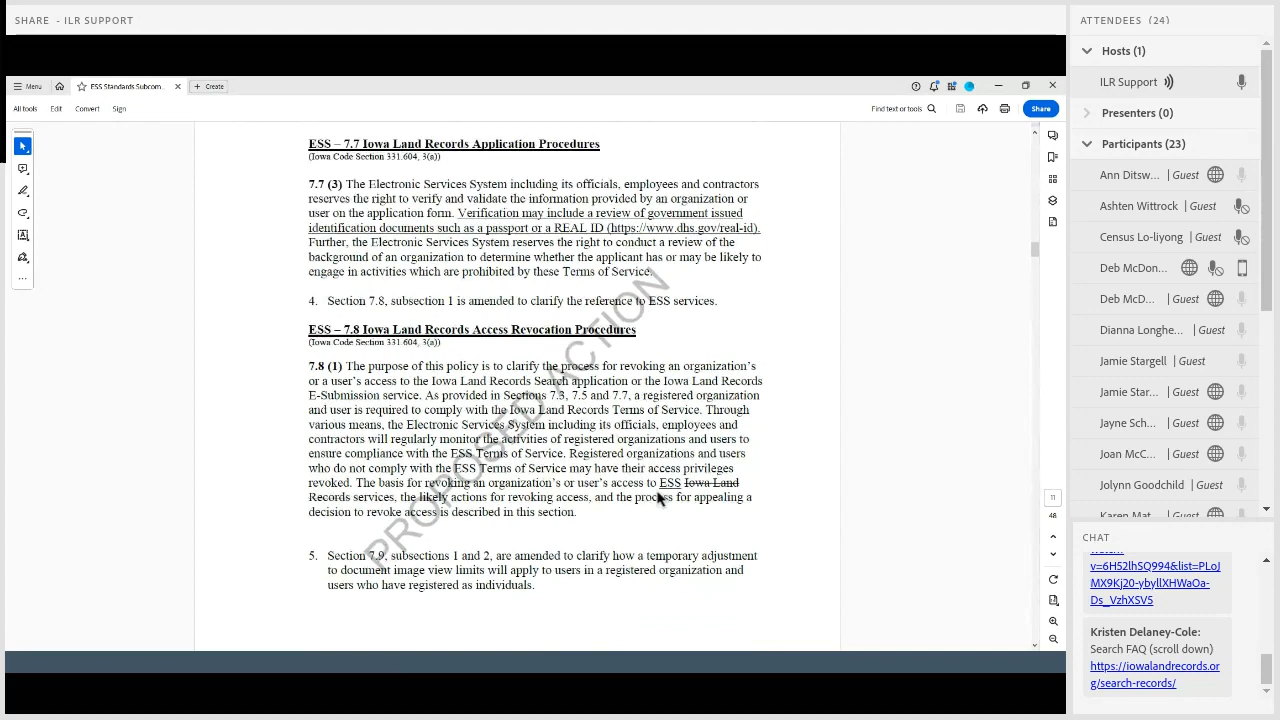 SHARE - ILR SUPPORT
Menu
ESS Standards Subcom...
Create
All tools
Edit
Convert
Sign
Find text or tools
Share
ESS – 7.7 Iowa Land Records Application Procedures
(Iowa Code Section 331.604, 3(a))
7.7 (3) The Electronic Services System including its officials, employees and contractors
reserves the right to verify and validate the information provided by an organization or
user on the application form. Verification may include a review of government issued
identification documents such as a passport or a REAL ID (https://www.dhs.gov/real-id).
Further, the Electronic Services System reserves the right to conduct a review of the
background of an organization to determine whether the applicant has or may be likely to
engage in activities which are prohibited by these Terms of Service.
4. Section 7.8, subsection 1 is amended to clarify the reference to ESS services.
ESS – 7.8 Iowa Land Records Access Revocation Procedures
(Iowa Code Section 331.604, 3(a))
7.8 (1) The purpose of this policy is to clarify the process for revoking an organization's
or a user's access to the Iowa Land Records Search application or the Iowa Land Records
E-Submission service. As provided in Sections 7.3, 7.5 and 7.7, a registered organization
and user is required to comply with the Iowa Land Records Terms of Service. Through
various means, the Electronic Services System including its officials, employees and
contractors will regularly monitor the activities of registered organizations and users to
ensure compliance with the ESS Terms of Service. Registered organizations and users
who do not comply with the ESS Terms of Service may have their access privileges
revoked. The basis for revoking an organization's or user's access to ESS Iowa Land
Records services, the likely actions for revoking access, and the process for appealing a
decision to revoke access is described in this section.
5. Section 7.9, subsections 1 and 2, are amended to clarify how a temporary adjustment
to document image view limits will apply to users in a registered organization and
users who have registered as individuals.
PROPOSED ACTION
11
48
ATTENDEES (24)
Hosts (1)
ILR Support
Presenters (0)
Participants (23)
Ann Ditsw... | Guest
Ashten Wittrock | Guest
Census Lo-liyong | Guest
Deb McDon...
Deb McD... | Guest
Dianna Longhe... | Guest
Jamie Stargell | Guest
Jamie Star... | Guest
Jayne Sch... | Guest
Joan McC... | Guest
Jolynn Goodchild | Guest
Karen Mat... | Guest
CHAT
v=6H52lhSQ994&list=PLoJ
MX9Kj20-ybyllXHWaOa-
Ds_VzhXSV5
Kristen Delaney-Cole:
Search FAQ (scroll down)
https://iowalandrecords.or
g/search-records/